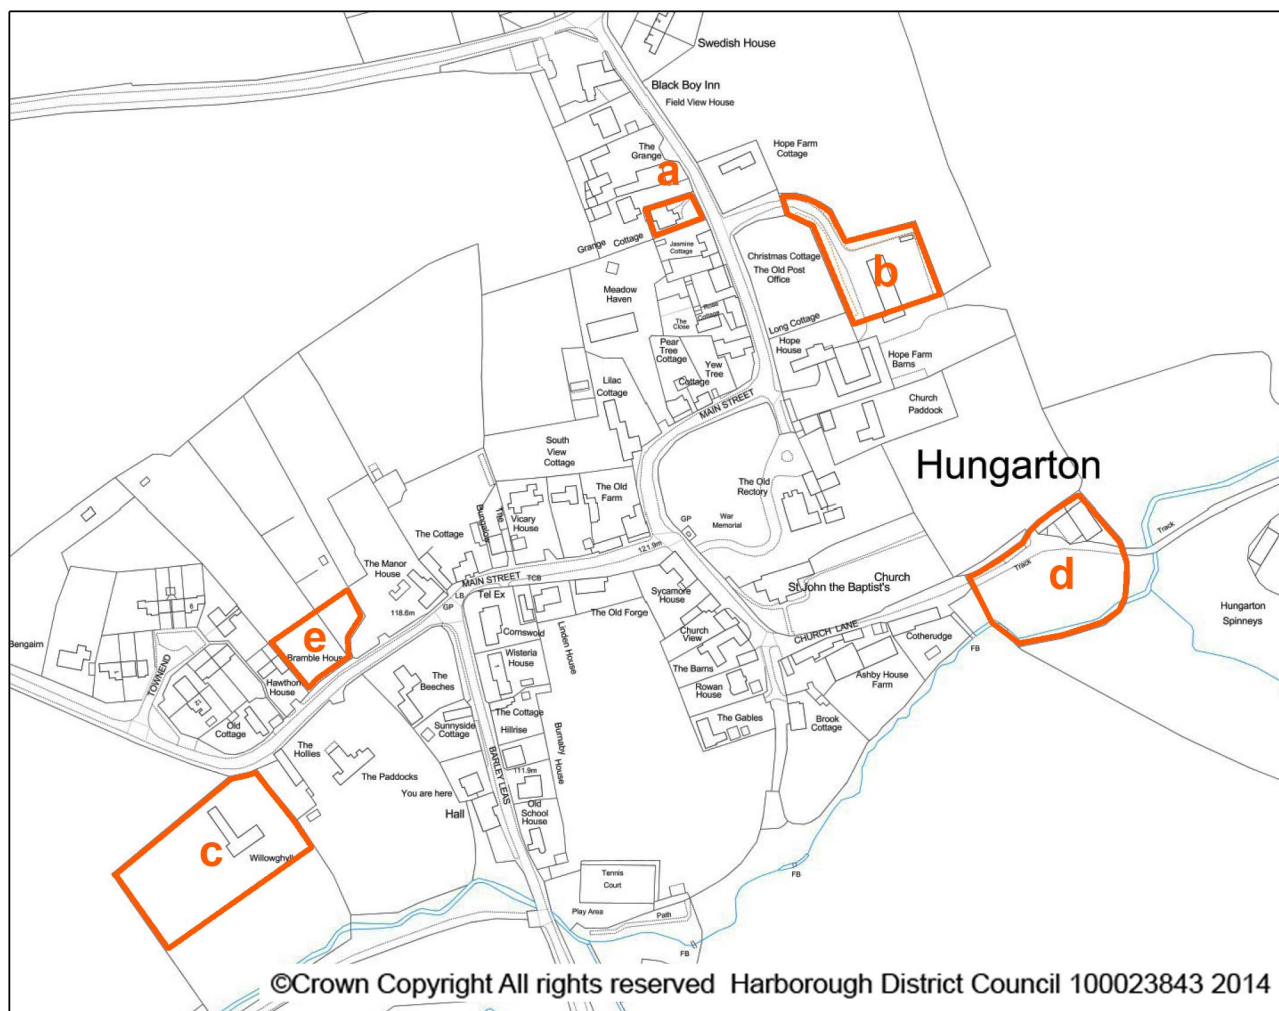 Swedish House
Black Boy Inn
Field View House
The
Grange
Hope Farm
Cottage
a
Grange Cottage
Jasmine
Cottage
Christmas Cottage
The Old Post
Office
b
Meadow
Haven
Rose
Cottage
The
Close
Long Cottage
Pear
Tree
Cottage
Hope
House
Yew
Tree
Cottage
Hope Farm
Barns
Lilac
Cottage
MAIN STREET
Church
Paddock
South
View
Cottage
Hungarton
The Old
Farm
The Old
Rectory
The
Bungalow
Vicary
House
War
Memorial
GP
The Cottage
121.9m
Track
The Manor
House
MAIN STREET
TCB
Church
St John the Baptist's
Track
d
118.6m
LB
GP
Tel Ex
Sycamore
House
The Old Forge
Hungarton
Spinneys
6
Cornswold
Linden House
Church
View
CHURCH LANE
Cotherudge
FB
Bengairn
e
Bramble House
Wisteria
House
The Barns
TOWNEND
Hawthorn
House
The
Beeches
Rowan
House
Ashby House
Farm
Old
Cottage
The Cottage
Sunnyside
Cottage
Hillrise
The Gables
Brook
Cottage
The
Hollies
Burnaby House
The Paddocks
BARLEY LEAS
111.9m
You are here
Hall
Old
School
House
c
Willowghyll
Tennis
Court
FB
Play Area
Path
FB
©Crown Copyright All rights reserved Harborough District Council 100023843 2014